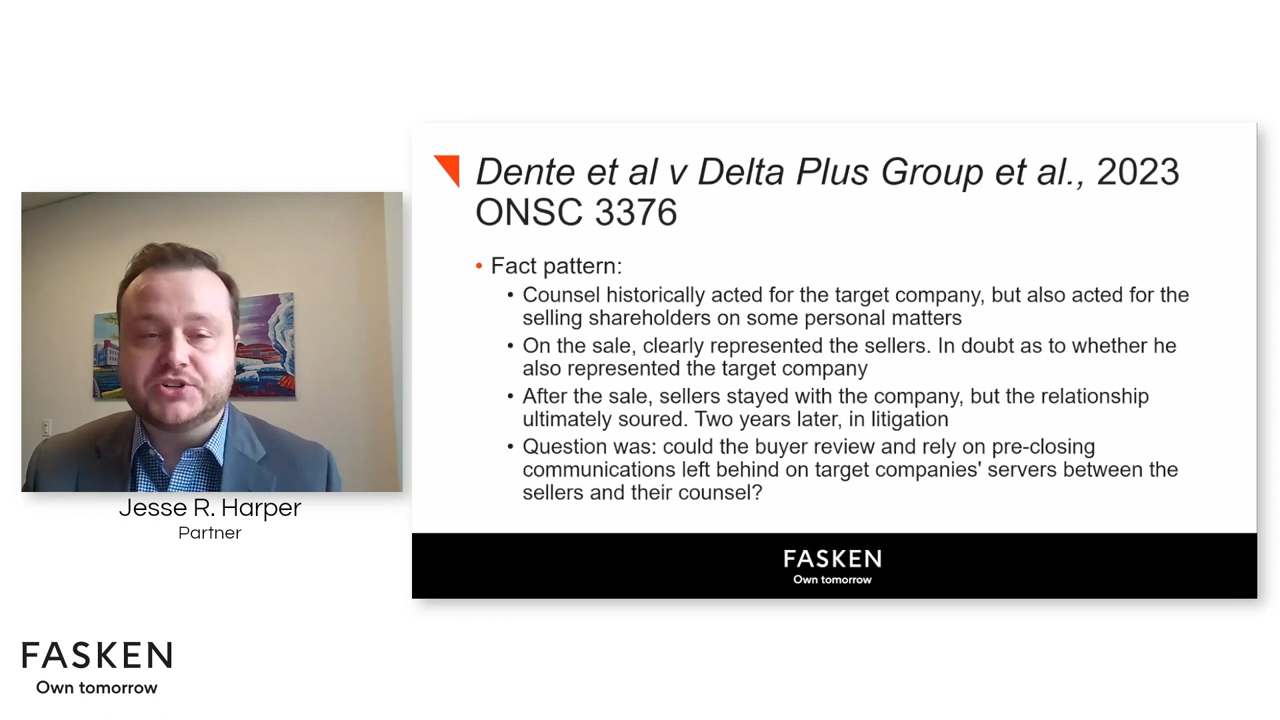 Dente et al v Delta Plus Group et al., 2023
ONSC 3376
• Fact pattern:
• Counsel historically acted for the target company, but also acted for the
selling shareholders on some personal matters
• On the sale, clearly represented the sellers. In doubt as to whether he
also represented the target company
• After the sale, sellers stayed with the company, but the relationship
ultimately soured. Two years later, in litigation
• Question was: could the buyer review and rely on pre-closing
communications left behind on target companies' servers between the
sellers and their counsel?
FASKEN
Own tomorrow
Jesse R. Harper
Partner
FASKEN
Own tomorrow